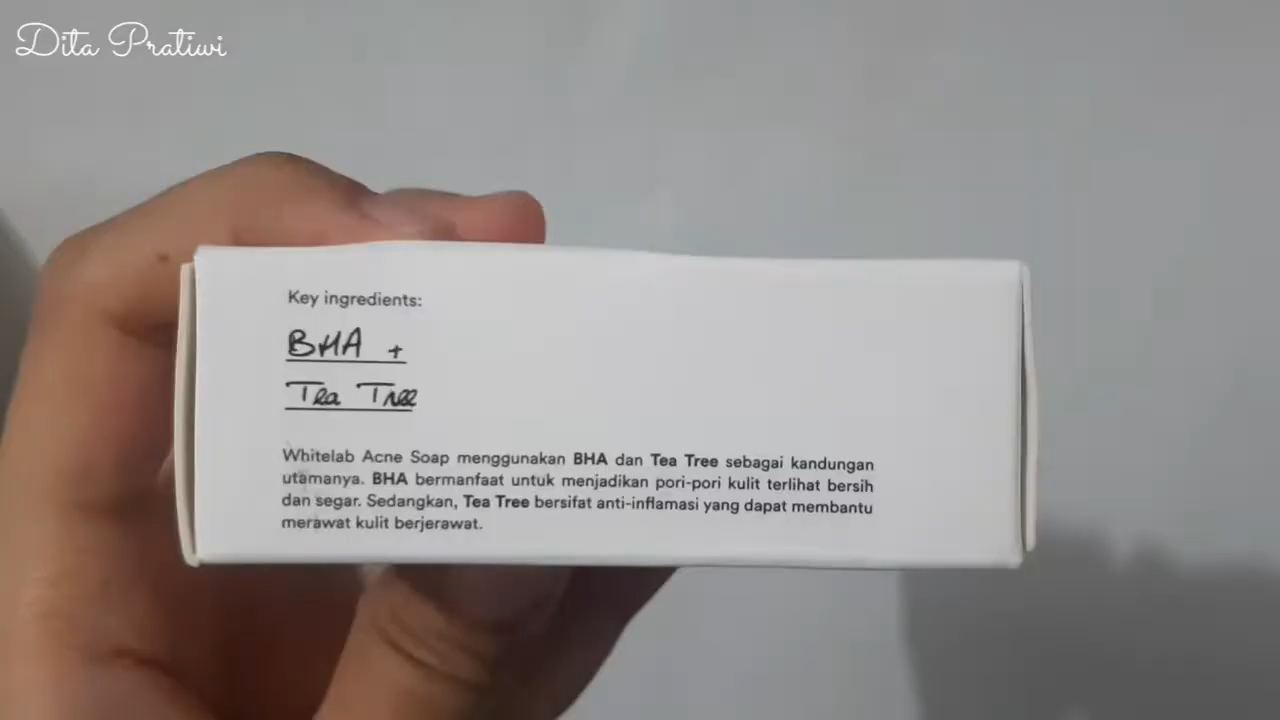 Dita Pratiwi
Key ingredients:
BHA +
Tea Tree
Whitelab Acne Soap menggunakan BHA dan Tea Tree sebagai kandungan
utamanya. BHA bermanfaat untuk menjadikan pori-pori kulit terlihat bersih
dan segar. Sedangkan, Tea Tree bersifat anti-inflamasi yang dapat membantu
merawat kulit berjerawat.